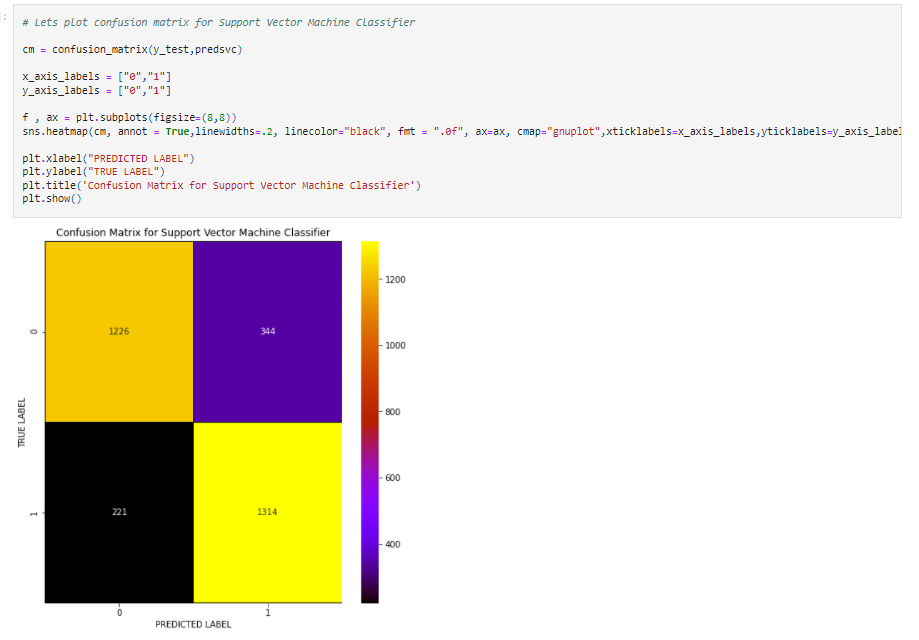 :
# Lets plot confusion matrix for Support Vector Machine Classifier
cm = confusion_matrix(y_test,predsvc)
x_axis_labels = ["0","1"]
y_axis_labels = ["0","1"]
f , ax = plt.subplots(figsize=(8,8))
sns.heatmap(cm, annot = True,linewidths=.2, linecolor="black", fmt = ".0f", ax=ax, cmap="gnuplot",xticklabels=x_axis_labels,yticklabels=y_axis_label
plt.xlabel("PREDICTED LABEL")
plt.ylabel("TRUE LABEL")
plt.title('Confusion Matrix for Support Vector Machine Classifier')
plt.show()
Confusion Matrix for Support Vector Machine Classifier
1200
0
1226
344
1000
800
TRUE LABEL
600
1
221
1314
400
0
1
PREDICTED LABEL